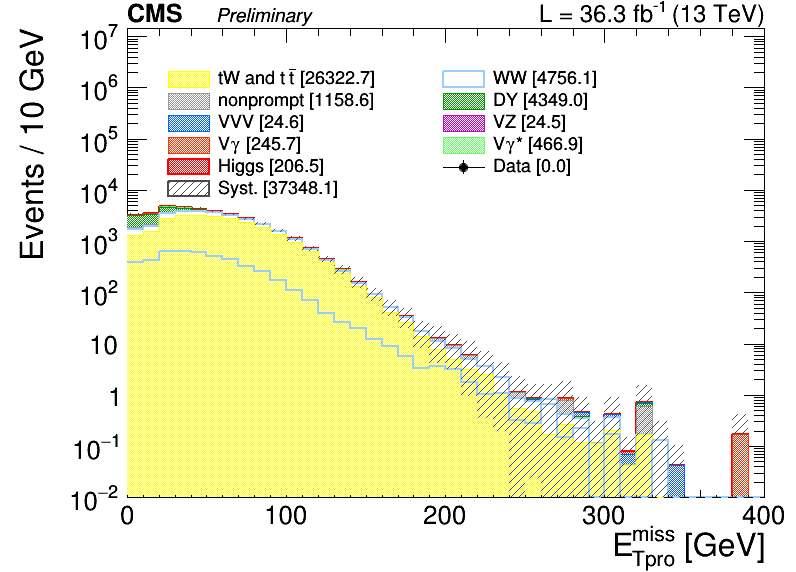 CMS Preliminary L = 36.3 fb⁻¹ (13 TeV)
Events / 10 GeV
10⁷
10⁶
10⁵
10⁴
10³
10²
10
1
10⁻¹
10⁻²
tW and tt̄ [26322.7]
nonprompt [1158.6]
VVV [24.6]
Vγ [245.7]
Higgs [206.5]
Syst. [37348.1]
WW [4756.1]
DY [4349.0]
VZ [24.5]
Vγ* [466.9]
Data [0.0]
0 100 200 300 400
E_Tpro^miss [GeV]